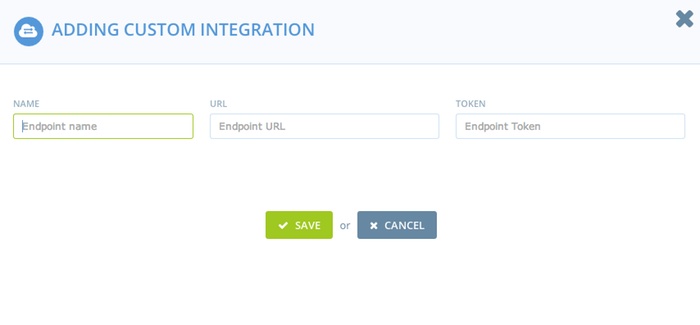 ADDING CUSTOM INTEGRATION
NAME
URL
TOKEN
Endpoint name
Endpoint URL
Endpoint Token
SAVE or CANCEL